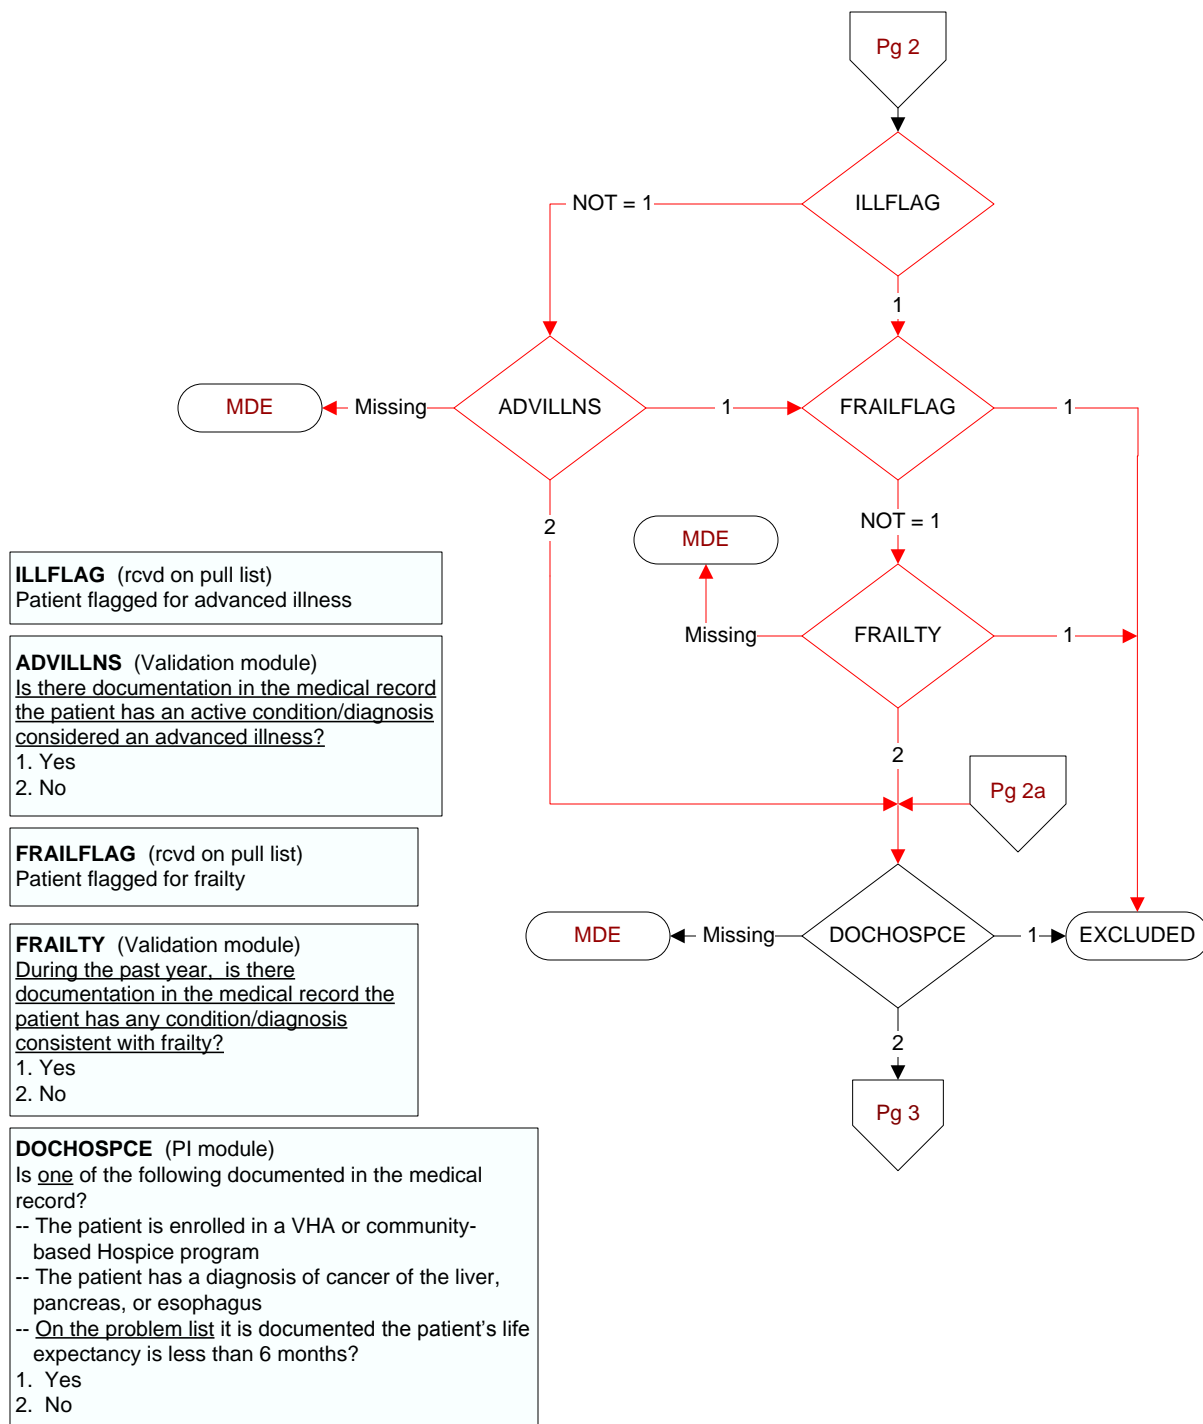 Pg 2
ILLFLAG
NOT = 1
1
ADVILLNS
Missing
MDE
1
FRAILFLAG
1
2
NOT = 1
MDE
Missing
FRAILTY
1
2
Pg 2a
MDE
Missing
DOCHOSPCE
1
EXCLUDED
2
Pg 3
ILLFLAG (rcvd on pull list)
Patient flagged for advanced illness
ADVILLNS (Validation module)
Is there documentation in the medical record
the patient has an active condition/diagnosis
considered an advanced illness?
1. Yes
2. No
FRAILFLAG (rcvd on pull list)
Patient flagged for frailty
FRAILTY (Validation module)
During the past year, is there
documentation in the medical record the
patient has any condition/diagnosis
consistent with frailty?
1. Yes
2. No
DOCHOSPCE (PI module)
Is one of the following documented in the medical
record?
-- The patient is enrolled in a VHA or community-
based Hospice program
-- The patient has a diagnosis of cancer of the liver,
pancreas, or esophagus
-- On the problem list it is documented the patient's life
expectancy is less than 6 months?
1. Yes
2. No